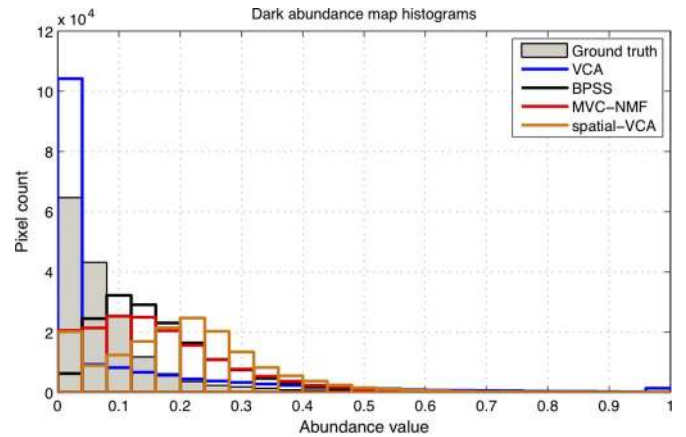 Dark abundance map histograms
x 10⁴
12
10
8
6
4
2
0
Pixel count
Ground truth
VCA
BPSS
MVC-NMF
spatial-VCA
0 0.1 0.2 0.3 0.4 0.5 0.6 0.7 0.8 0.9 1
Abundance value